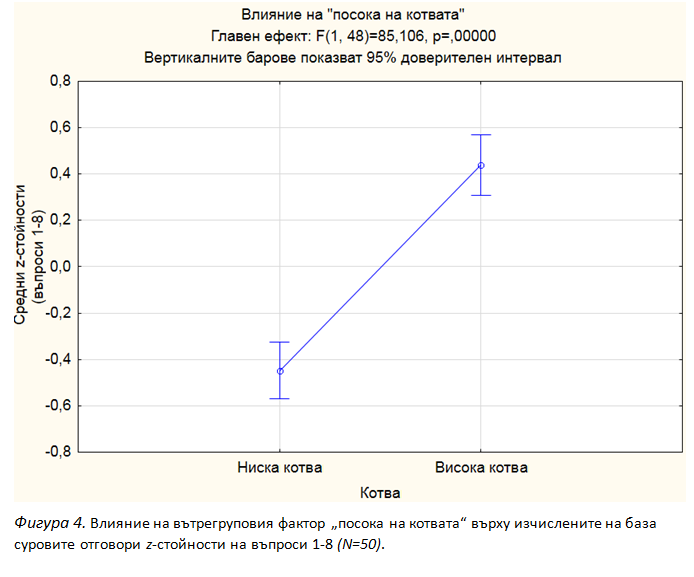 Влияние на "посока на котвата"
Главен ефект: F(1, 48)=85,106, p=,00000
Вертикалните барове показват 95% доверителен интервал
0,8
0,6
0,4
0,2
0,0
-0,2
-0,4
-0,6
-0,8
Средни z-стойности
(въпроси 1-8)
Ниска котва
Висока котва
Котва
Фигура 4. Влияние на вътрегруповия фактор „посока на котвата“ върху изчислените на база
суровите отговори z-стойности на въпроси 1-8 (N=50).